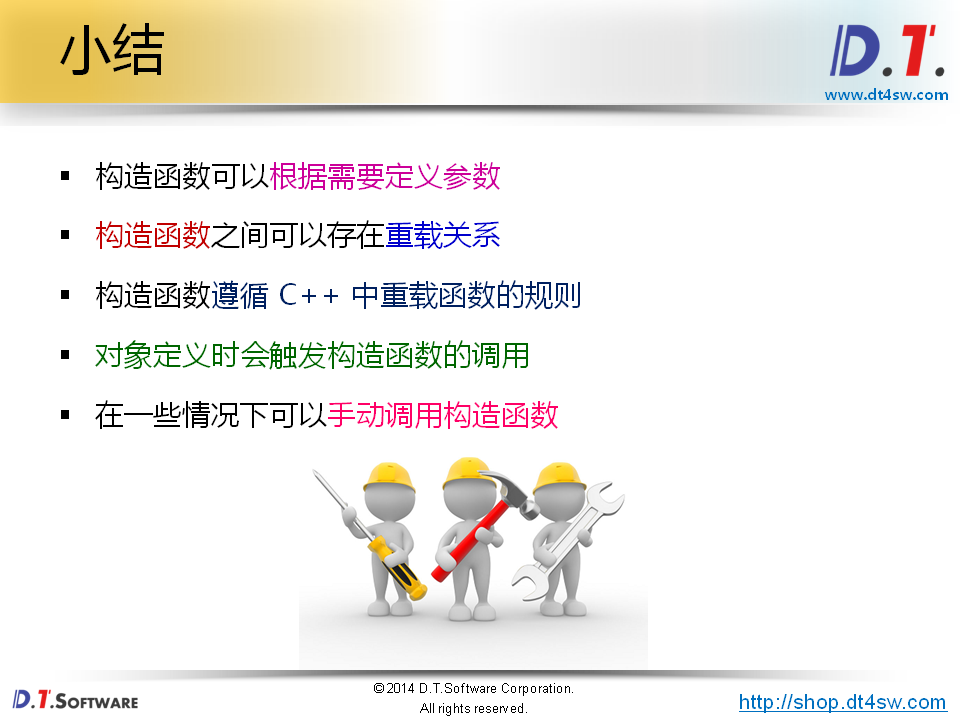 小结
D.T.
www.dt4sw.com
▪ 构造函数可以根据需要定义参数
▪ 构造函数之间可以存在重载关系
▪ 构造函数遵循 C++ 中重载函数的规则
▪ 对象定义时会触发构造函数的调用
▪ 在一些情况下可以手动调用构造函数
D.T.SOFTWARE
©2014 D.T.Software Corporation.
All rights reserved.
http://shop.dt4sw.com